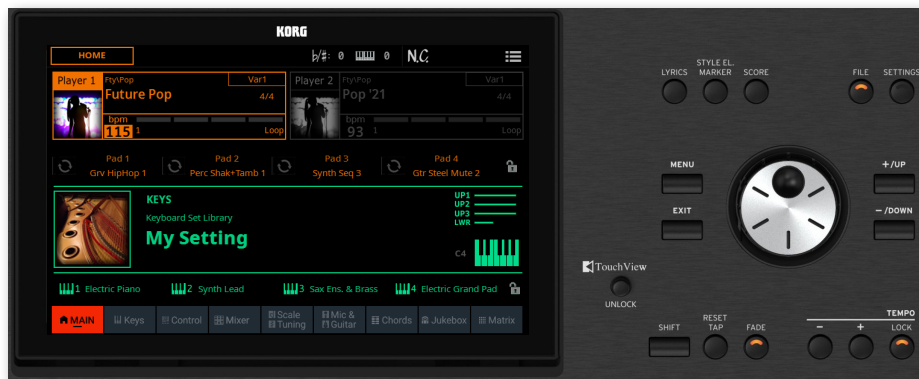 KORG
HOME
b/#: 0 0 N.C.
Player 1 Fty\Pop Var1
Future Pop 4/4
bpm
115 1 Loop
Player 2 Fty\Pop Var1
Pop '21 4/4
bpm
93 1 Loop
Pad 1
Grv HipHop 1
Pad 2
Perc Shak+Tamb 1
Pad 3
Synth Seq 3
Pad 4
Gtr Steel Mute 2
KEYS
Keyboard Set Library
My Setting
UP1
UP2
UP3
LWR
C4
1 Electric Piano
2 Synth Lead
3 Sax Ens. & Brass
4 Electric Grand Pad
MAIN
Keys
Control
Mixer
Scale
Tuning
Mic &
Guitar
Chords
Jukebox
Matrix
LYRICS
STYLE EL.
MARKER
SCORE
FILE
SETTINGS
MENU
+/UP
EXIT
-/DOWN
TouchView
UNLOCK
SHIFT
RESET
TAP
FADE
TEMPO
-
+
LOCK